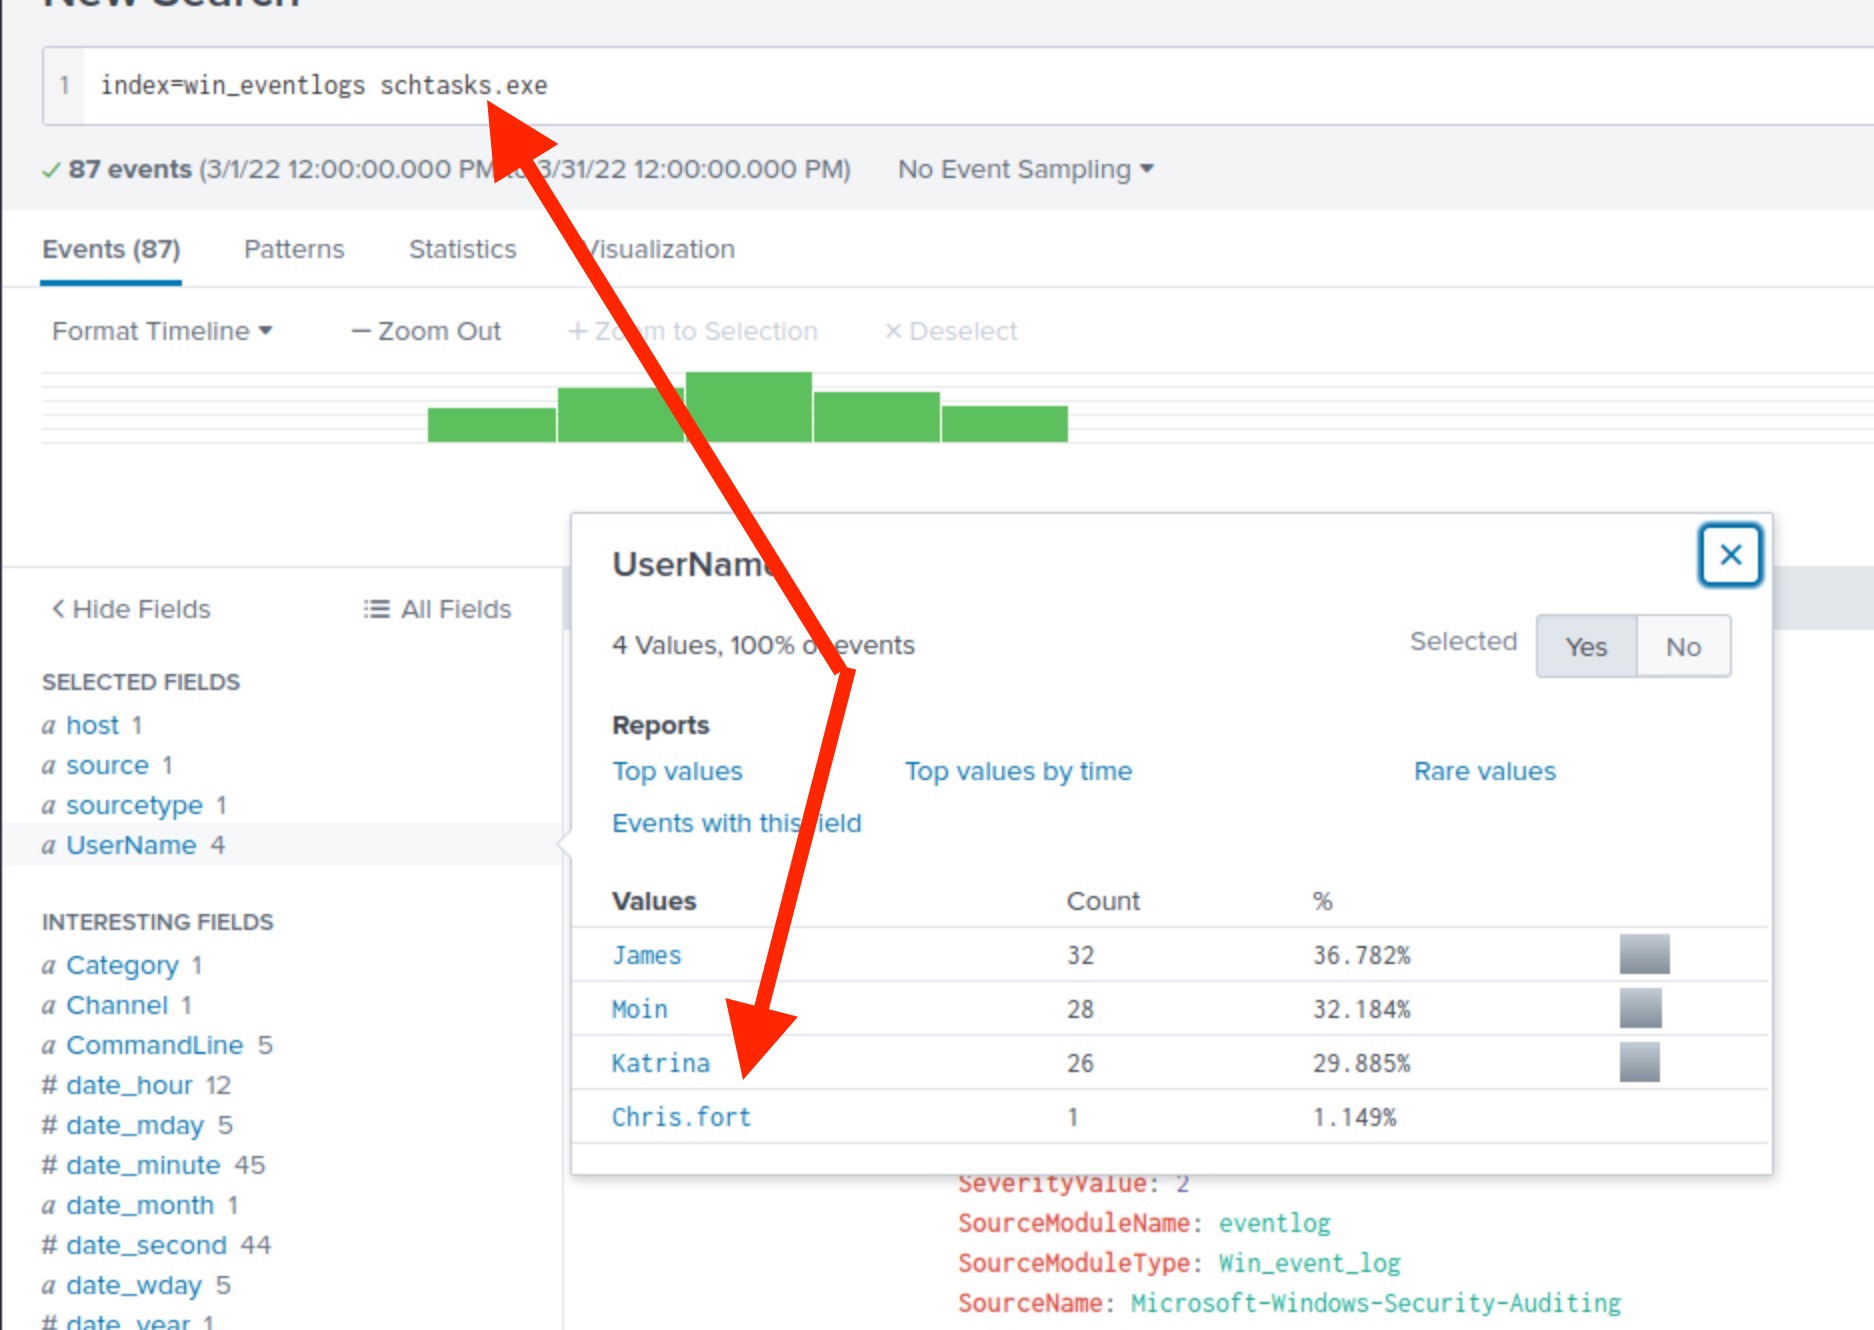 New Search
1 index=win_eventlogs schtasks.exe
87 events (3/1/22 12:00:00.000 PM to 3/31/22 12:00:00.000 PM) No Event Sampling
Events (87) Patterns Statistics Visualization
Format Timeline — Zoom Out + Zoom to Selection × Deselect
< Hide Fields All Fields
SELECTED FIELDS
a host 1
a source 1
a sourcetype 1
a UserName 4
INTERESTING FIELDS
a Category 1
a Channel 1
a CommandLine 5
# date_hour 12
# date_mday 5
# date_minute 45
a date_month 1
# date_second 44
a date_wday 5
# date_year 1
UserName
4 Values, 100% of events Selected Yes No
Reports
Top values Top values by time Rare values
Events with this field
Values Count %
James 32 36.782%
Moin 28 32.184%
Katrina 26 29.885%
Chris.fort 1 1.149%
SeverityValue: 2
SourceModuleName: eventlog
SourceModuleType: Win_event_log
SourceName: Microsoft-Windows-Security-Auditing